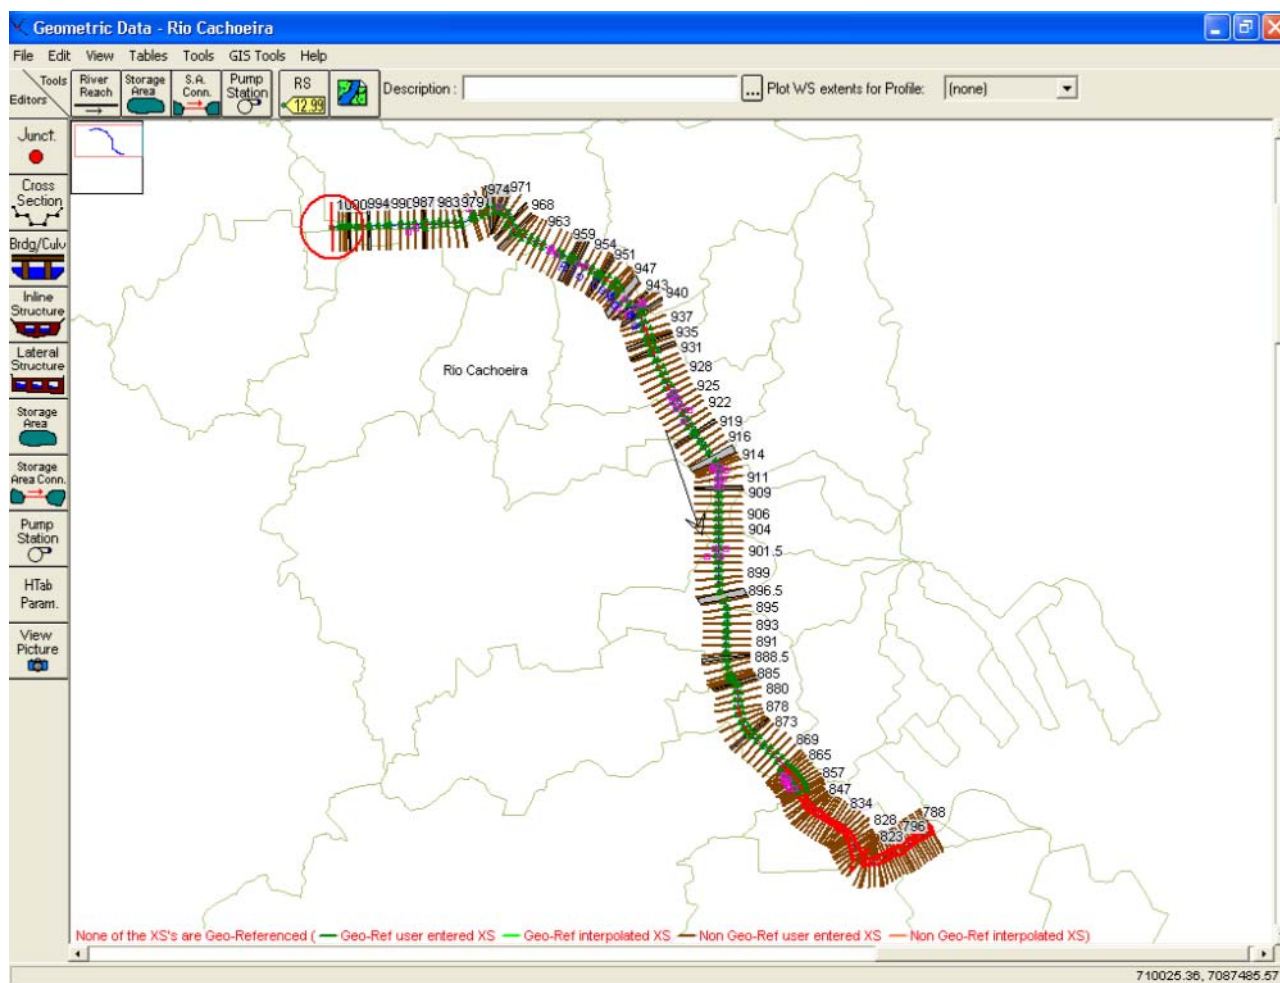 Geometric Data - Rio Cachoeira
File Edit View Tables Tools GIS Tools Help
Tools
Editors
River Reach
Storage Area
S.A. Conn.
Pump Station
RS
12.99
Description :
...
Plot WS extents for Profile:
(none)
Junct.
Cross Section
Brdg/Culv
Inline Structure
Lateral Structure
Storage Area
Storage Area Conn.
Pump Station
HTab Param.
View Picture
994
987
983
979
974
971
968
963
959
954
951
947
943
940
937
935
931
928
925
922
919
916
914
911
909
906
904
901.5
899
896.5
895
893
891
888.5
885
880
878
873
869
865
857
847
834
828
823
796
788
Rio Cachoeira
None of the XS's are Geo-Referenced ( Geo-Ref user entered XS Geo-Ref interpolated XS Non Geo-Ref user entered XS Non Geo-Ref interpolated XS)
710025.36, 7087485.57